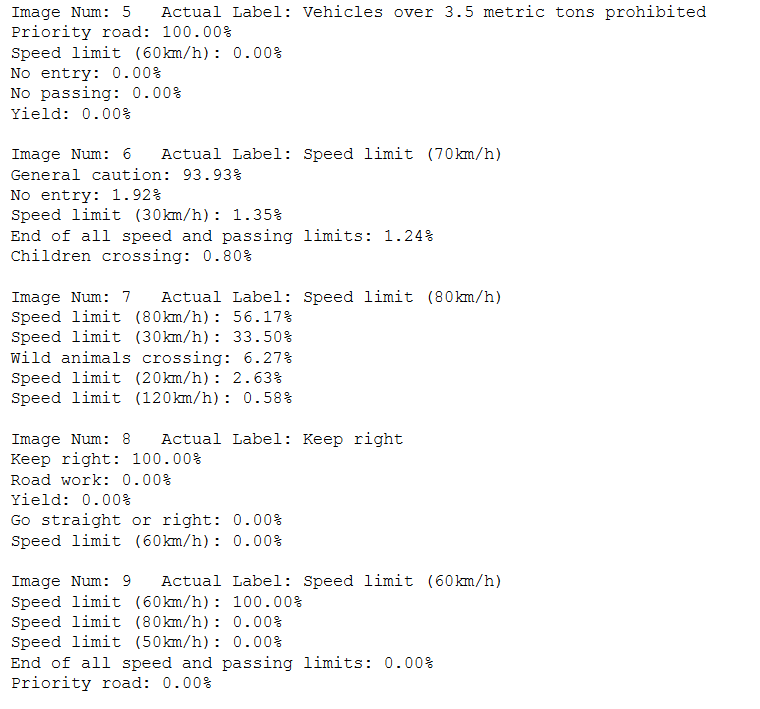 Image Num: 5   Actual Label: Vehicles over 3.5 metric tons prohibited
Priority road: 100.00%
Speed limit (60km/h): 0.00%
No entry: 0.00%
No passing: 0.00%
Yield: 0.00%

Image Num: 6   Actual Label: Speed limit (70km/h)
General caution: 93.93%
No entry: 1.92%
Speed limit (30km/h): 1.35%
End of all speed and passing limits: 1.24%
Children crossing: 0.80%

Image Num: 7   Actual Label: Speed limit (80km/h)
Speed limit (80km/h): 56.17%
Speed limit (30km/h): 33.50%
Wild animals crossing: 6.27%
Speed limit (20km/h): 2.63%
Speed limit (120km/h): 0.58%

Image Num: 8   Actual Label: Keep right
Keep right: 100.00%
Road work: 0.00%
Yield: 0.00%
Go straight or right: 0.00%
Speed limit (60km/h): 0.00%

Image Num: 9   Actual Label: Speed limit (60km/h)
Speed limit (60km/h): 100.00%
Speed limit (80km/h): 0.00%
Speed limit (50km/h): 0.00%
End of all speed and passing limits: 0.00%
Priority road: 0.00%